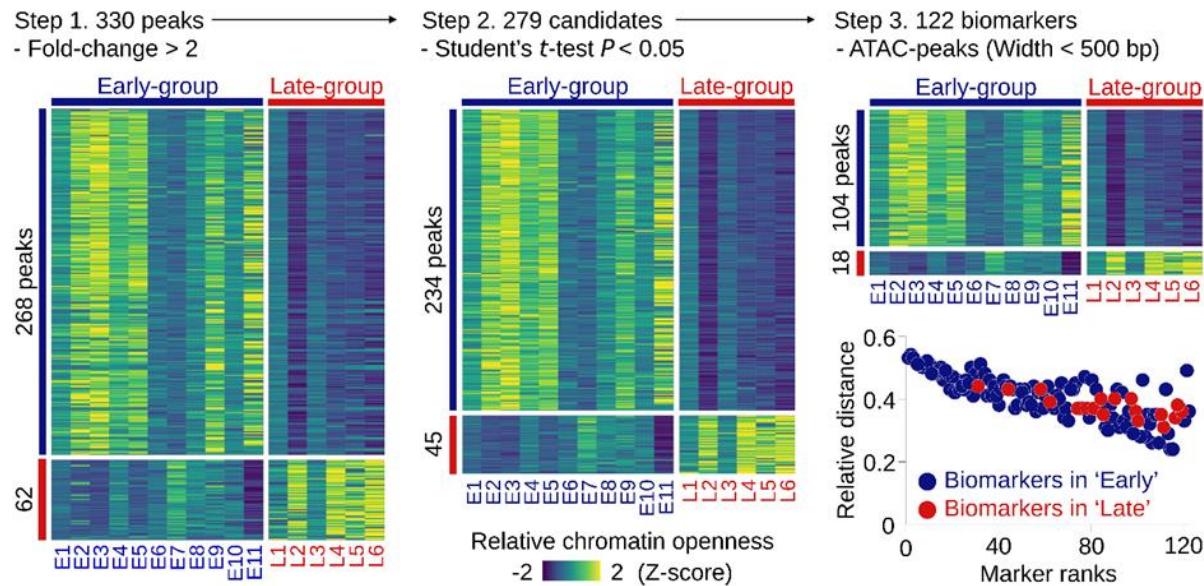 Step 1. 330 peaks
- Fold-change > 2
Early-group
Late-group
268 peaks
62
E1 E2 E3 E4 E5 E6 E7 E8 E9 E10 E11 L1 L2 L3 L4 L5 L6
Step 2. 279 candidates
- Student's t-test P < 0.05
Early-group
Late-group
234 peaks
45
E1 E2 E3 E4 E5 E6 E7 E8 E9 E10 E11 L1 L2 L3 L4 L5 L6
Relative chromatin openness
-2 2 (Z-score)
Step 3. 122 biomarkers
- ATAC-peaks (Width < 500 bp)
Early-group
Late-group
104 peaks
18
E1 E2 E3 E4 E5 E6 E7 E8 E9 E10 E11 L1 L2 L3 L4 L5 L6
Relative distance
0.6
0.4
0.2
0
Biomarkers in 'Early'
Biomarkers in 'Late'
0 40 80 120
Marker ranks